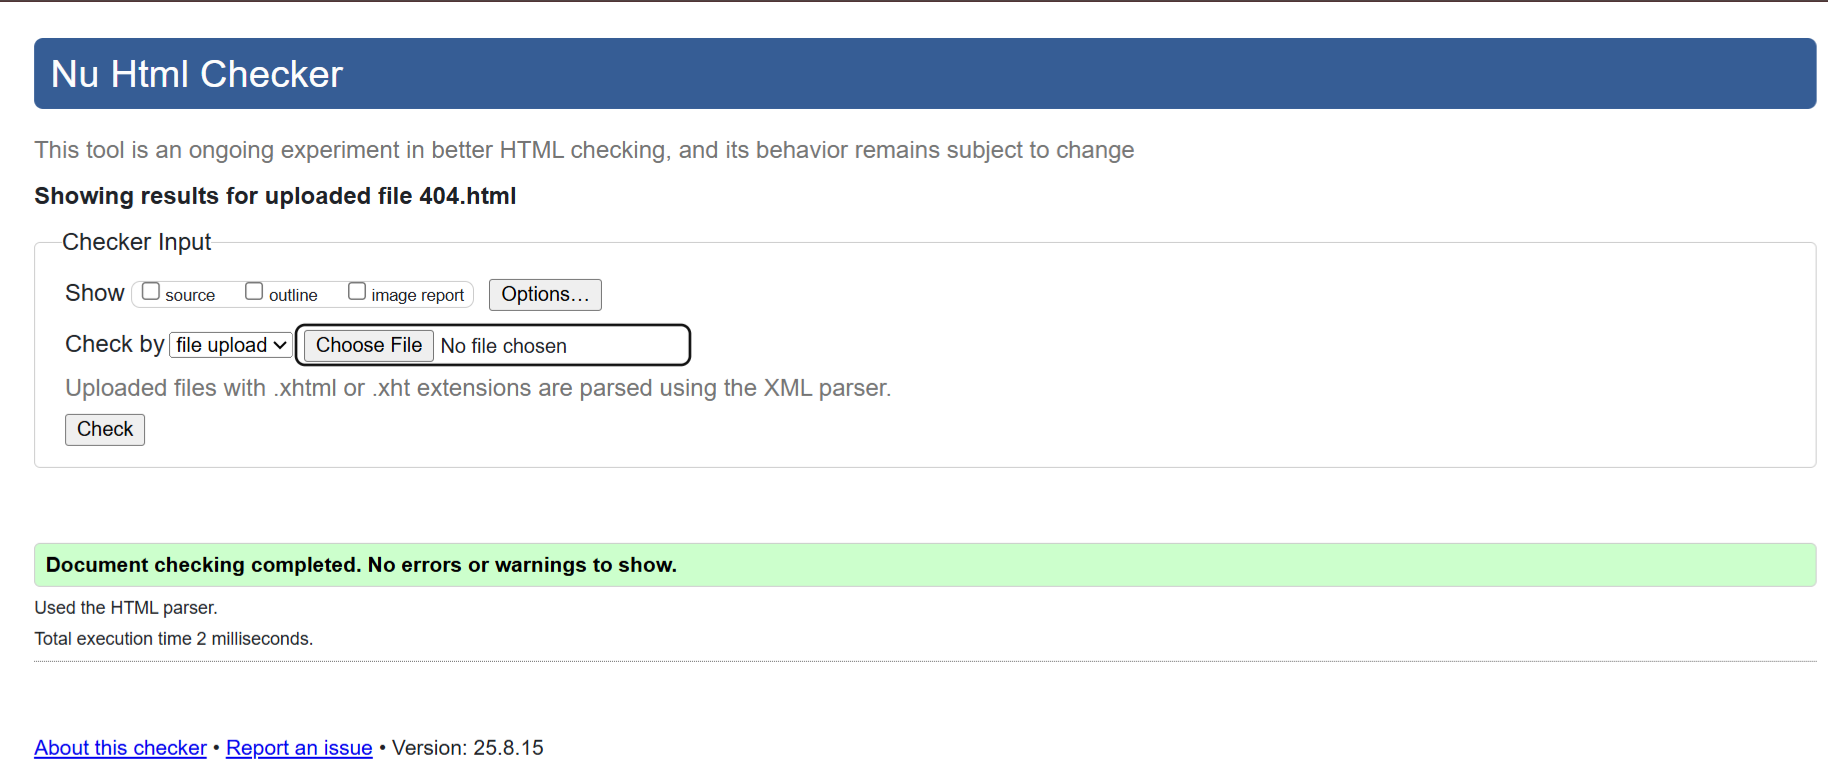 Nu Html Checker
This tool is an ongoing experiment in better HTML checking, and its behavior remains subject to change
Showing results for uploaded file 404.html
Checker Input
Show source outline image report Options…
Check by file upload Choose File No file chosen
Uploaded files with .xhtml or .xht extensions are parsed using the XML parser.
Check
Document checking completed. No errors or warnings to show.
Used the HTML parser.
Total execution time 2 milliseconds.
About this checker • Report an issue • Version: 25.8.15